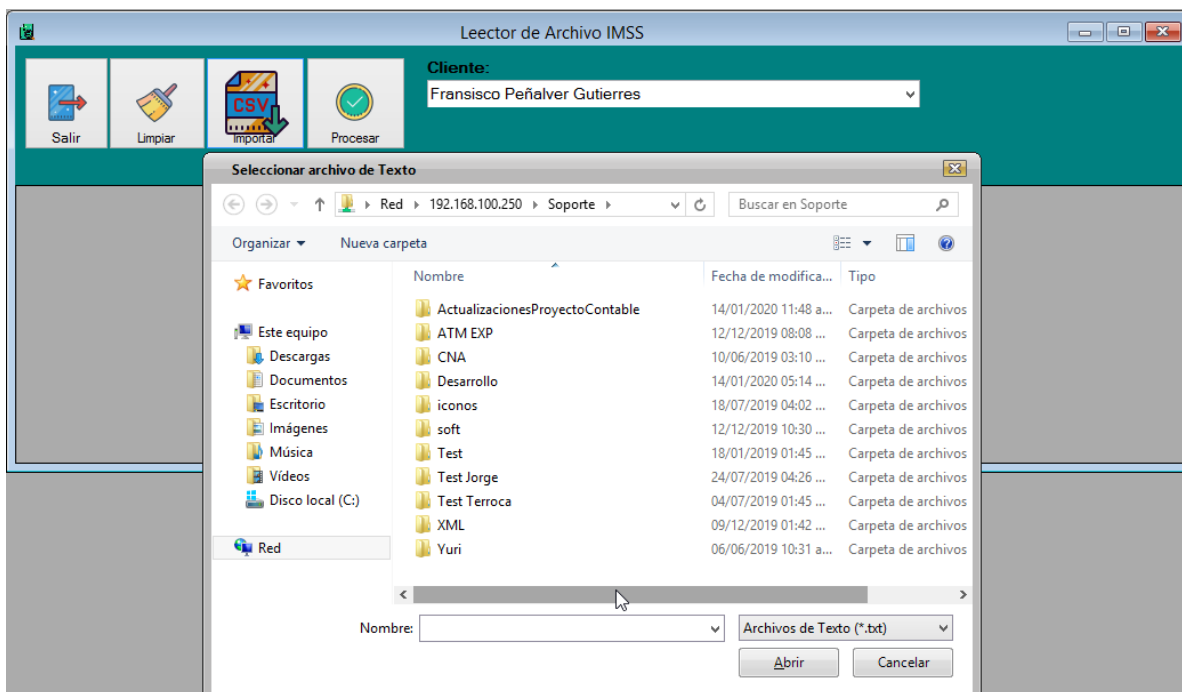 Leector de Archivo IMSS
Cliente:
Fransisco Peñalver Gutierres
CSV
Salir Limpiar Importar Procesar
Seleccionar archivo de Texto
Red 192.168.100.250 Soporte Buscar en Soporte
Organizar Nueva carpeta
Nombre Fecha de modifica... Tipo
Favoritos
ActualizacionesProyectoContable 14/01/2020 11:48 a... Carpeta de archivos
Este equipo ATM EXP 12/12/2019 08:08 ... Carpeta de archivos
Descargas CNA 10/06/2019 03:10 ... Carpeta de archivos
Documentos Desarrollo 14/01/2020 05:14 ... Carpeta de archivos
Escritorio iconos 18/07/2019 04:02 ... Carpeta de archivos
Imágenes soft 12/12/2019 10:30 ... Carpeta de archivos
Música Test 18/01/2019 01:45 ... Carpeta de archivos
Vídeos Test Jorge 24/07/2019 04:26 ... Carpeta de archivos
Disco local (C:) Test Terroca 04/07/2019 01:45 ... Carpeta de archivos
XML 09/12/2019 01:42 ... Carpeta de archivos
Red Yuri 06/06/2019 10:31 a... Carpeta de archivos
Nombre: Archivos de Texto (*.txt)
Abrir Cancelar